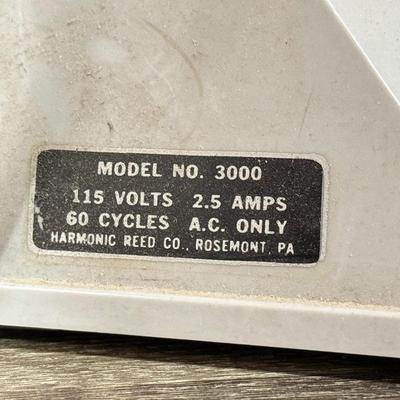 MODEL NO. 3000
115 VOLTS 2.5 AMPS
60 CYCLES A.C. ONLY
HARMONIC REED CO., ROSEMONT, PA